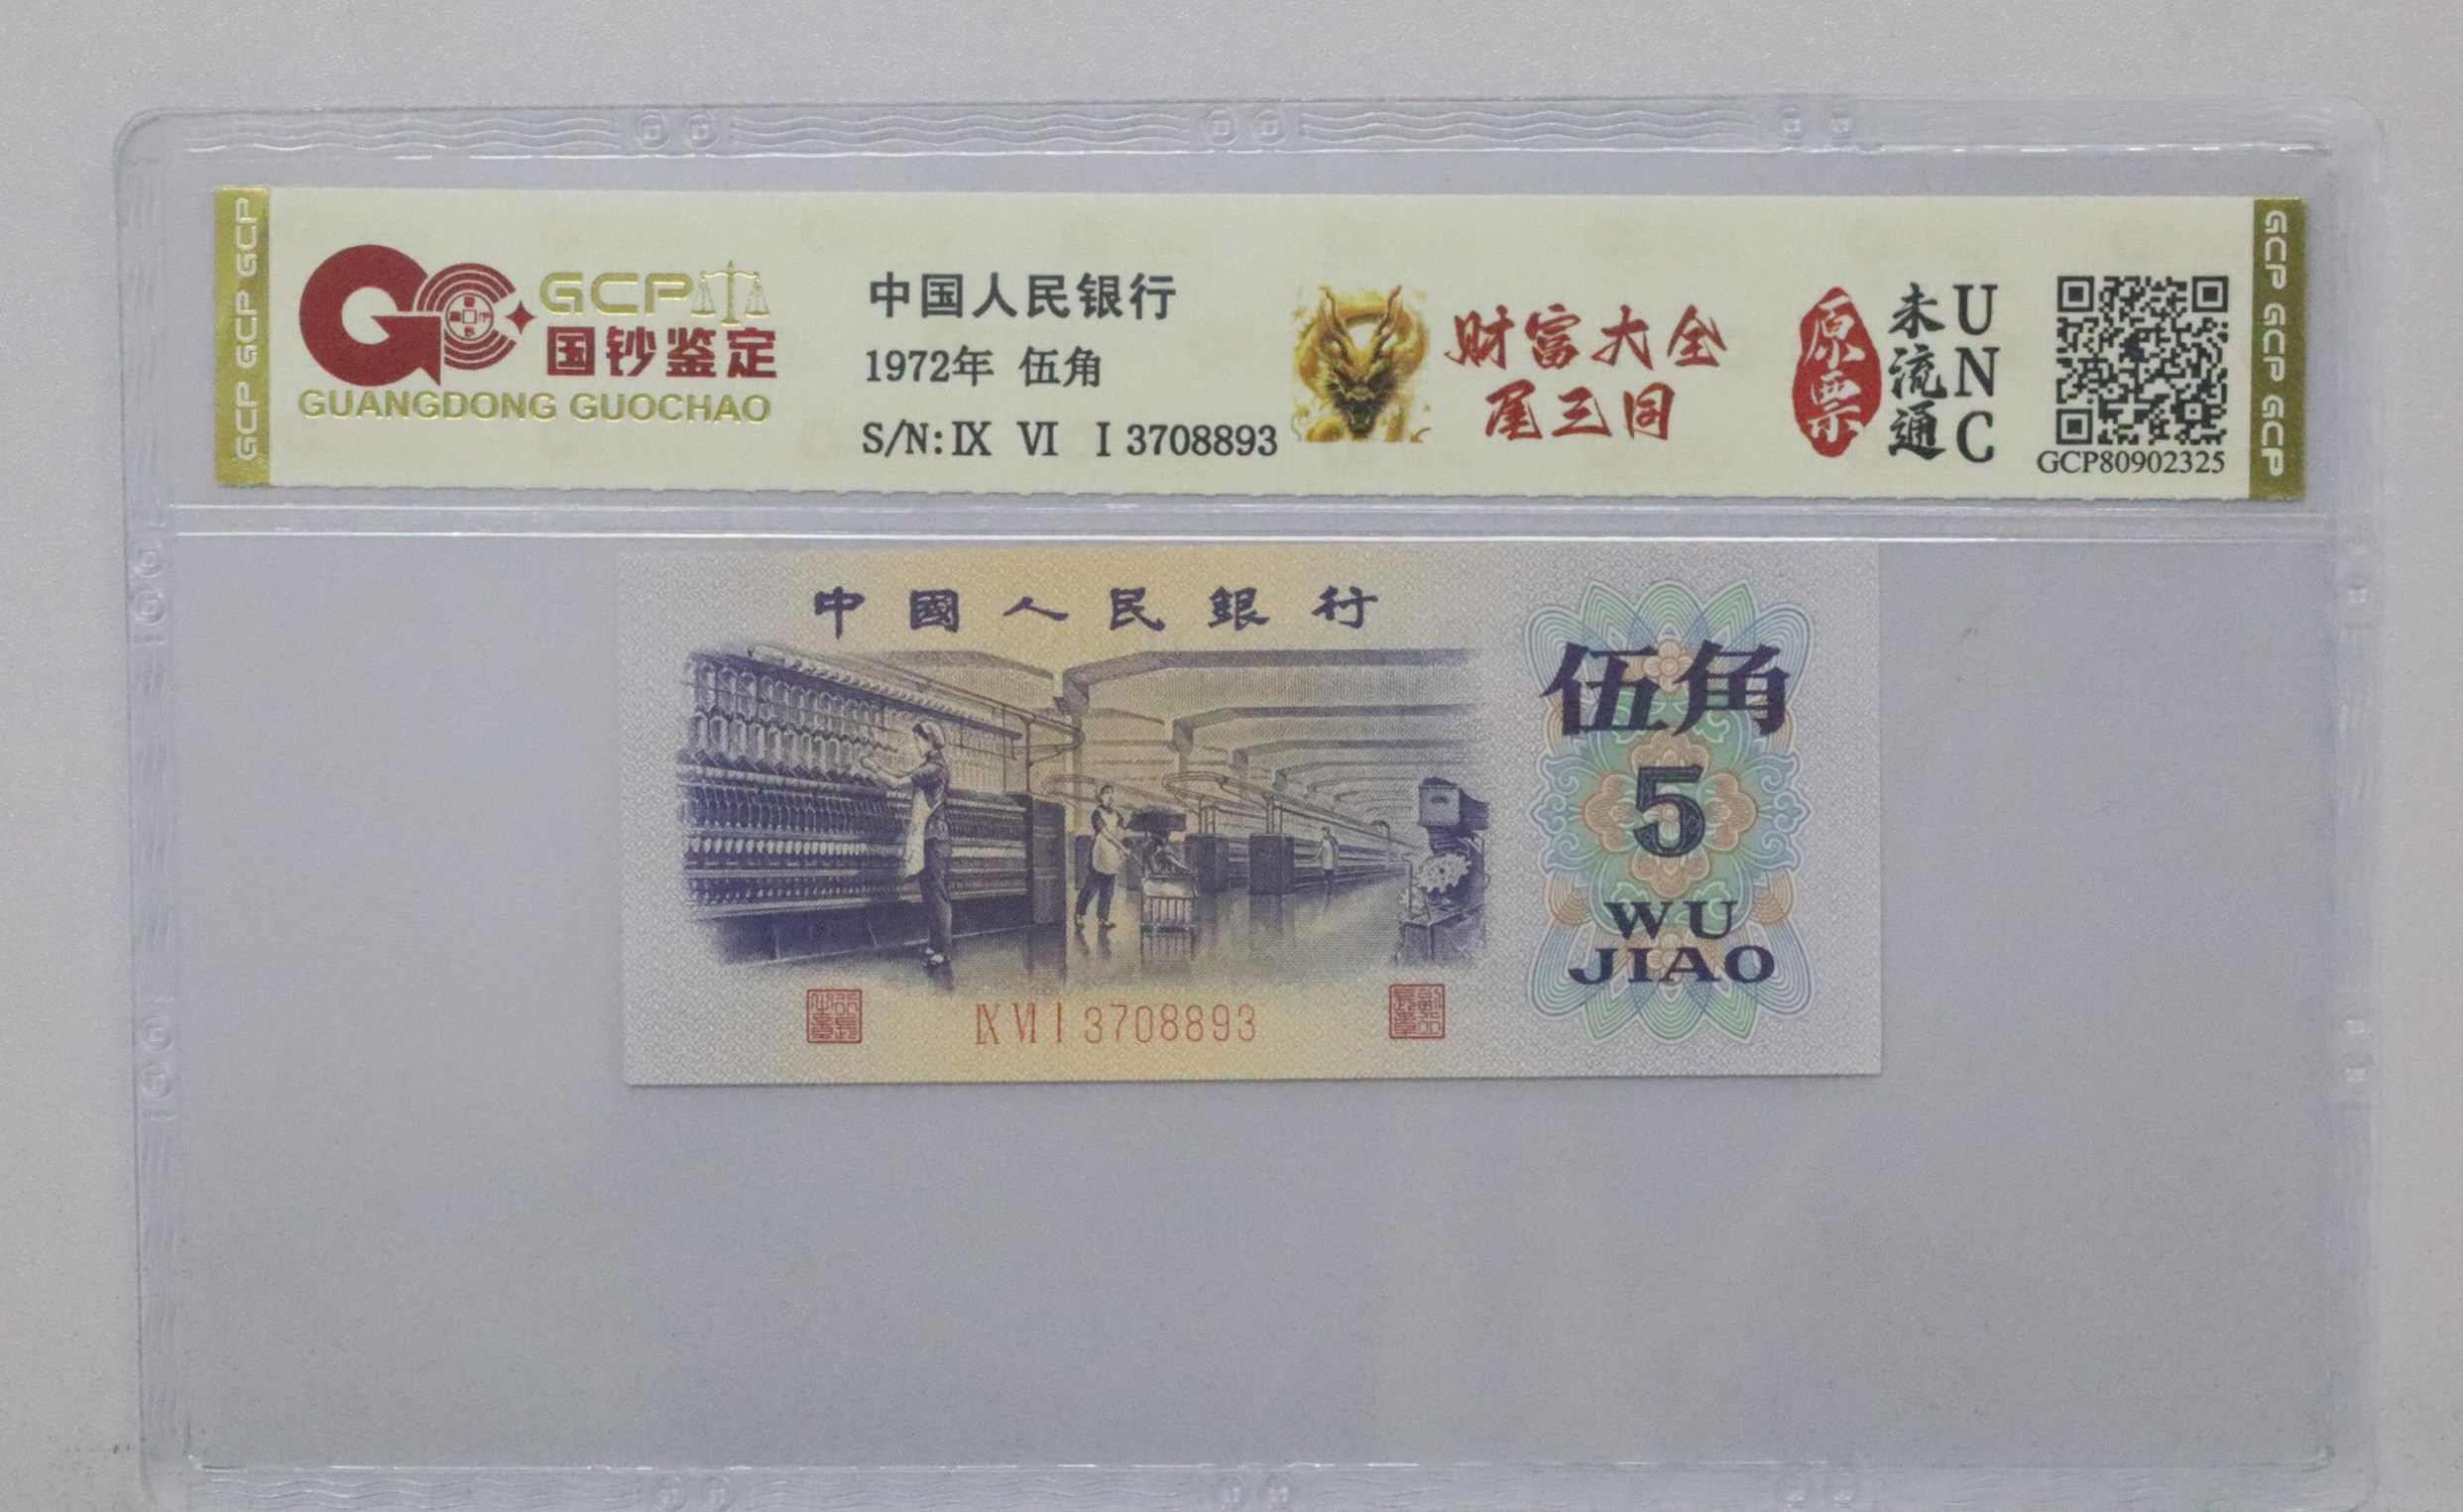 GCP GCP GCP
GCP
国钞鉴定
GUANGDONG GUOCHAO
中国人民银行
1972年 伍角
S/N: IX VI I 3708893
财富大全
尾三同
原票
未流通
UNC
GCP80902325
GCP GCP GCP
中國人民銀行
伍角
5
WU
JIAO
IX VI I 3708893